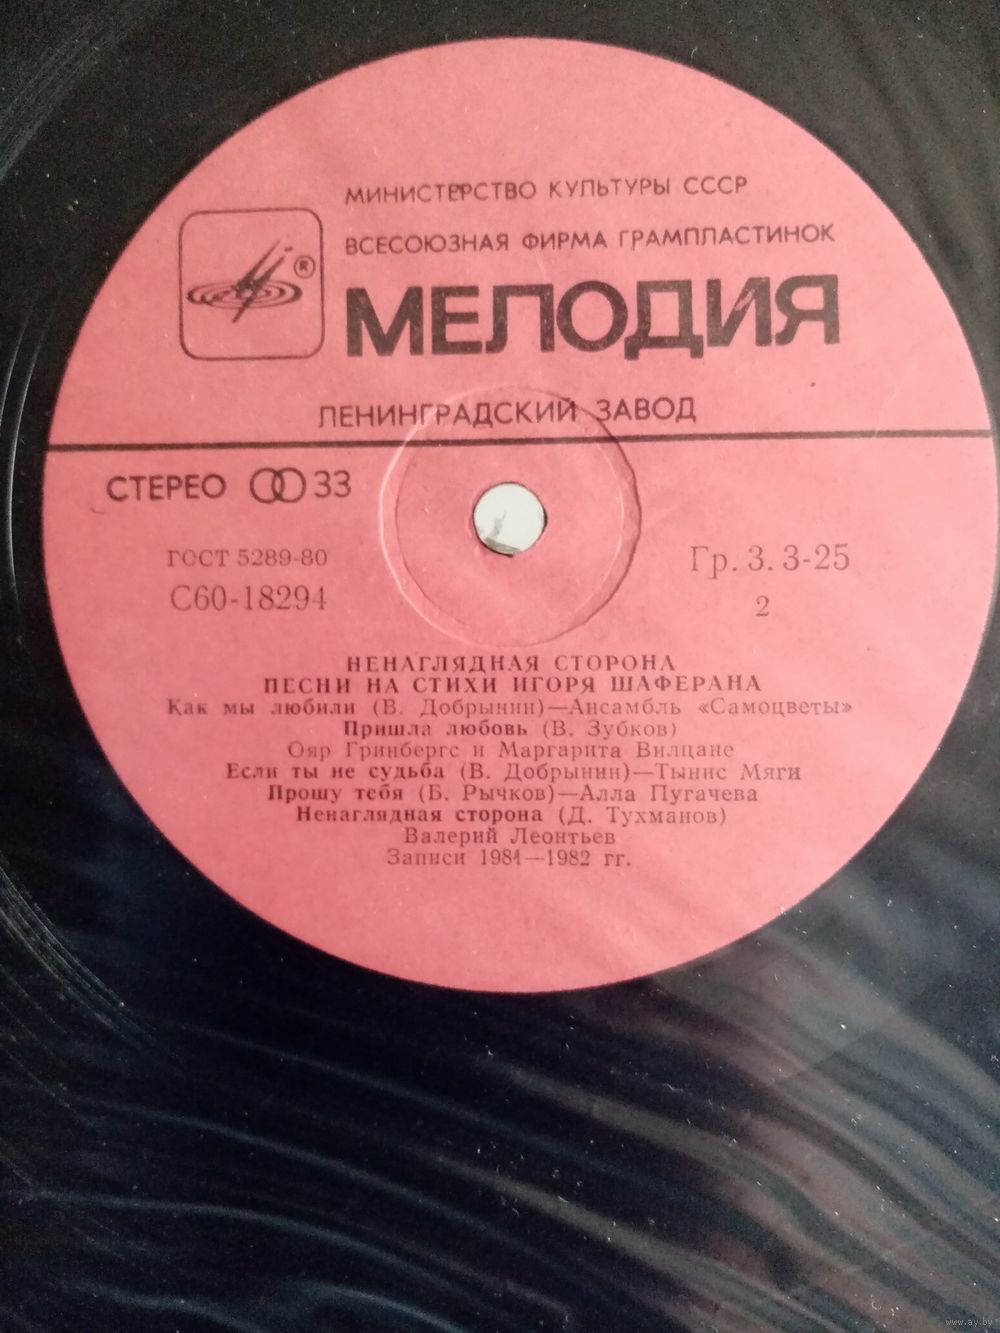 МИНИСТЕРСТВО КУЛЬТУРЫ СССР
ВСЕСОЮЗНАЯ ФИРМА ГРАМПЛАСТИНОК
®
МЕЛОДИЯ
ЛЕНИНГРАДСКИЙ ЗАВОД
СТЕРЕО 33
ГОСТ 5289-80
Гр. 3. 3-25
С60-18294
2
НЕНАГЛЯДНАЯ СТОРОНА
ПЕСНИ НА СТИХИ ИГОРЯ ШАФЕРАНА
Как мы любили (В. Добрынин)—Ансамбль «Самоцветы»
Пришла любовь (В. Зубков)
Ояр Гринбергс и Маргарита Вилцане
Если ты не судьба (В. Добрынин)—Тынис Мяги
Прошу тебя (Б. Рычков)—Алла Пугачева
Ненаглядная сторона (Д. Тухманов)
Валерий Леонтьев
Записи 1981—1982 гг.
www.ay.by